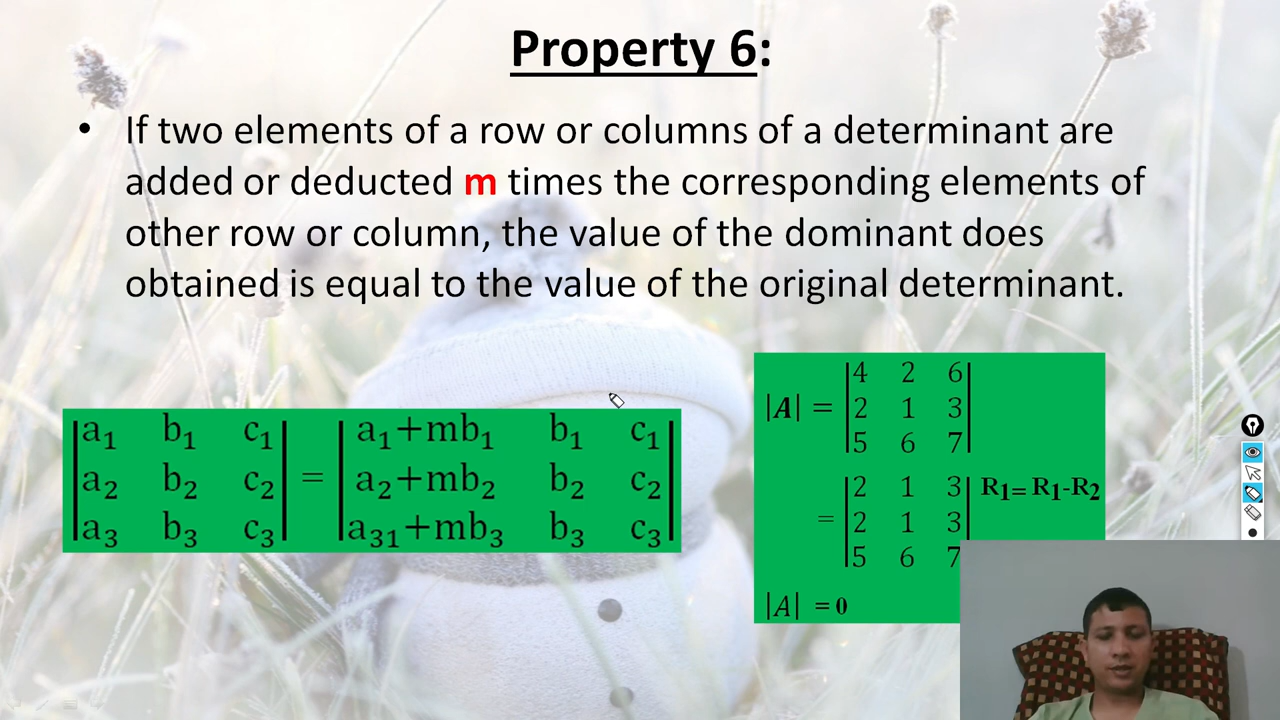 Property 6:
• If two elements of a row or columns of a determinant are
added or deducted m times the corresponding elements of
other row or column, the value of the dominant does
obtained is equal to the value of the original determinant.
|a₁ b₁ c₁| |a₁+mb₁ b₁ c₁|
|a₂ b₂ c₂| = |a₂+mb₂ b₂ c₂|
|a₃ b₃ c₃| |a₃₁+mb₃ b₃ c₃|
|4 2 6|
|A| = |2 1 3|
|5 6 7|
|2 1 3| R₁= R₁-R₂
= |2 1 3|
|5 6 7|
|A| = 0